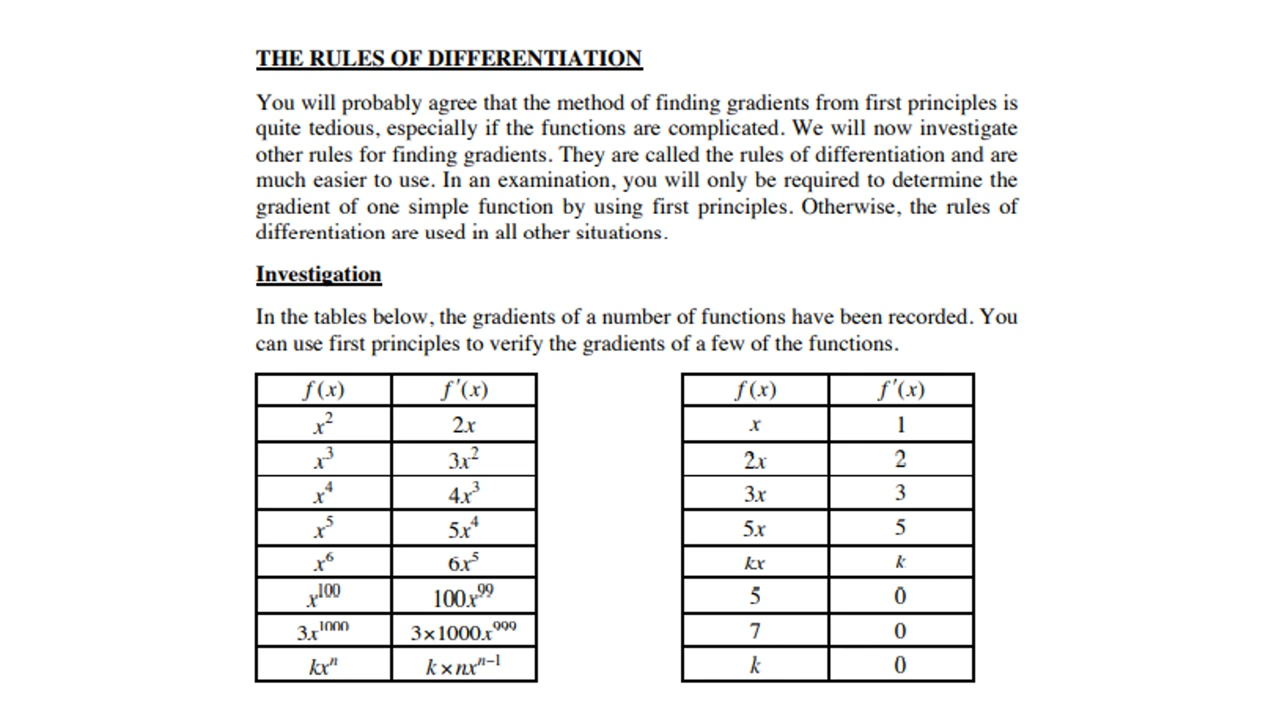 THE RULES OF DIFFERENTIATION
You will probably agree that the method of finding gradients from first principles is
quite tedious, especially if the functions are complicated. We will now investigate
other rules for finding gradients. They are called the rules of differentiation and are
much easier to use. In an examination, you will only be required to determine the
gradient of one simple function by using first principles. Otherwise, the rules of
differentiation are used in all other situations.
Investigation
In the tables below, the gradients of a number of functions have been recorded. You
can use first principles to verify the gradients of a few of the functions.
f(x) f′(x)
x² 2x
x³ 3x²
x⁴ 4x³
x⁵ 5x⁴
x⁶ 6x⁵
x¹⁰⁰ 100x⁹⁹
3x¹⁰⁰⁰ 3×1000x⁹⁹⁹
kxⁿ k×nxⁿ⁻¹
f(x) f′(x)
x 1
2x 2
3x 3
5x 5
kx k
5 0
7 0
k 0